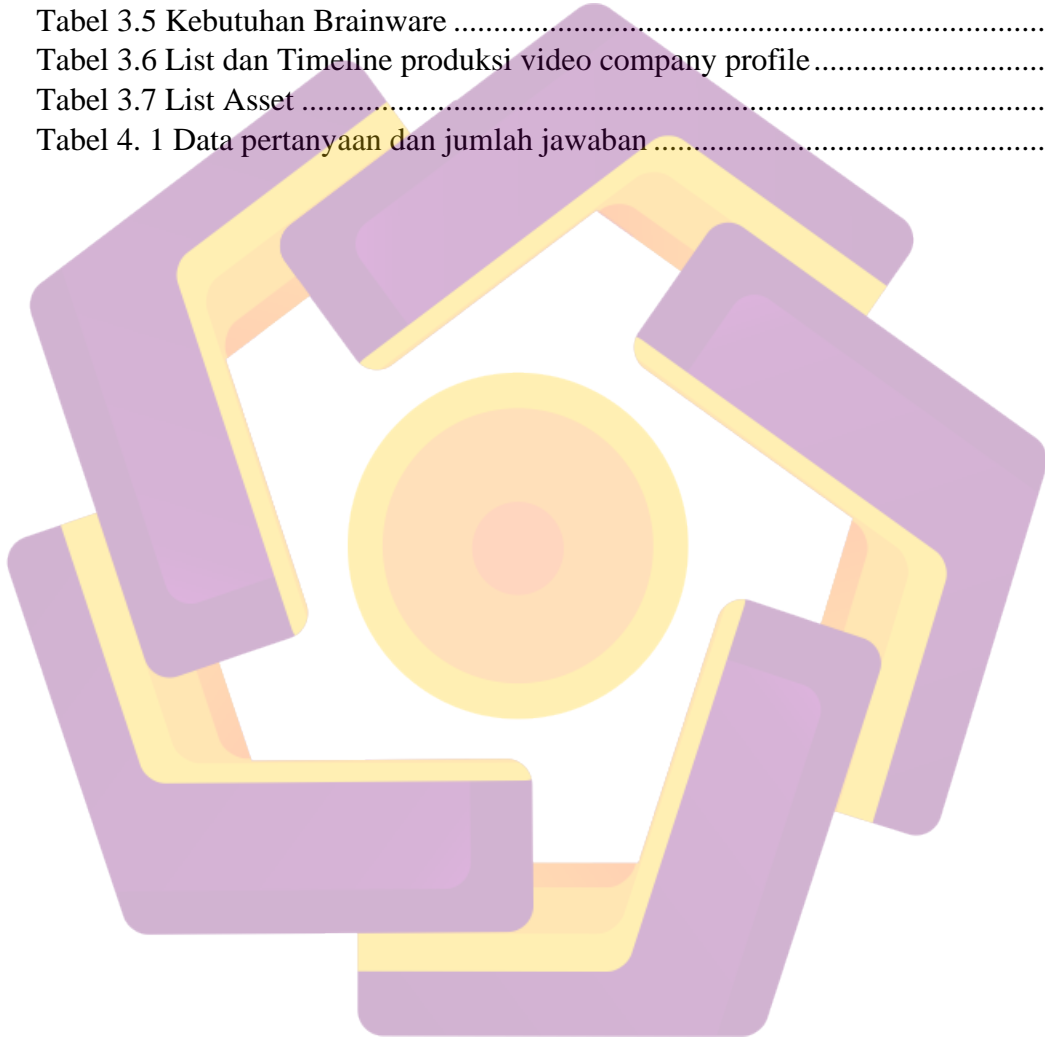 Tabel 3.5 Kebutuhan Brainware ..........................................................................
Tabel 3.6 List dan Timeline produksi video company profile .............................
Tabel 3.7 List Asset .............................................................................................
Tabel 4. 1 Data pertanyaan dan jumlah jawaban .................................................